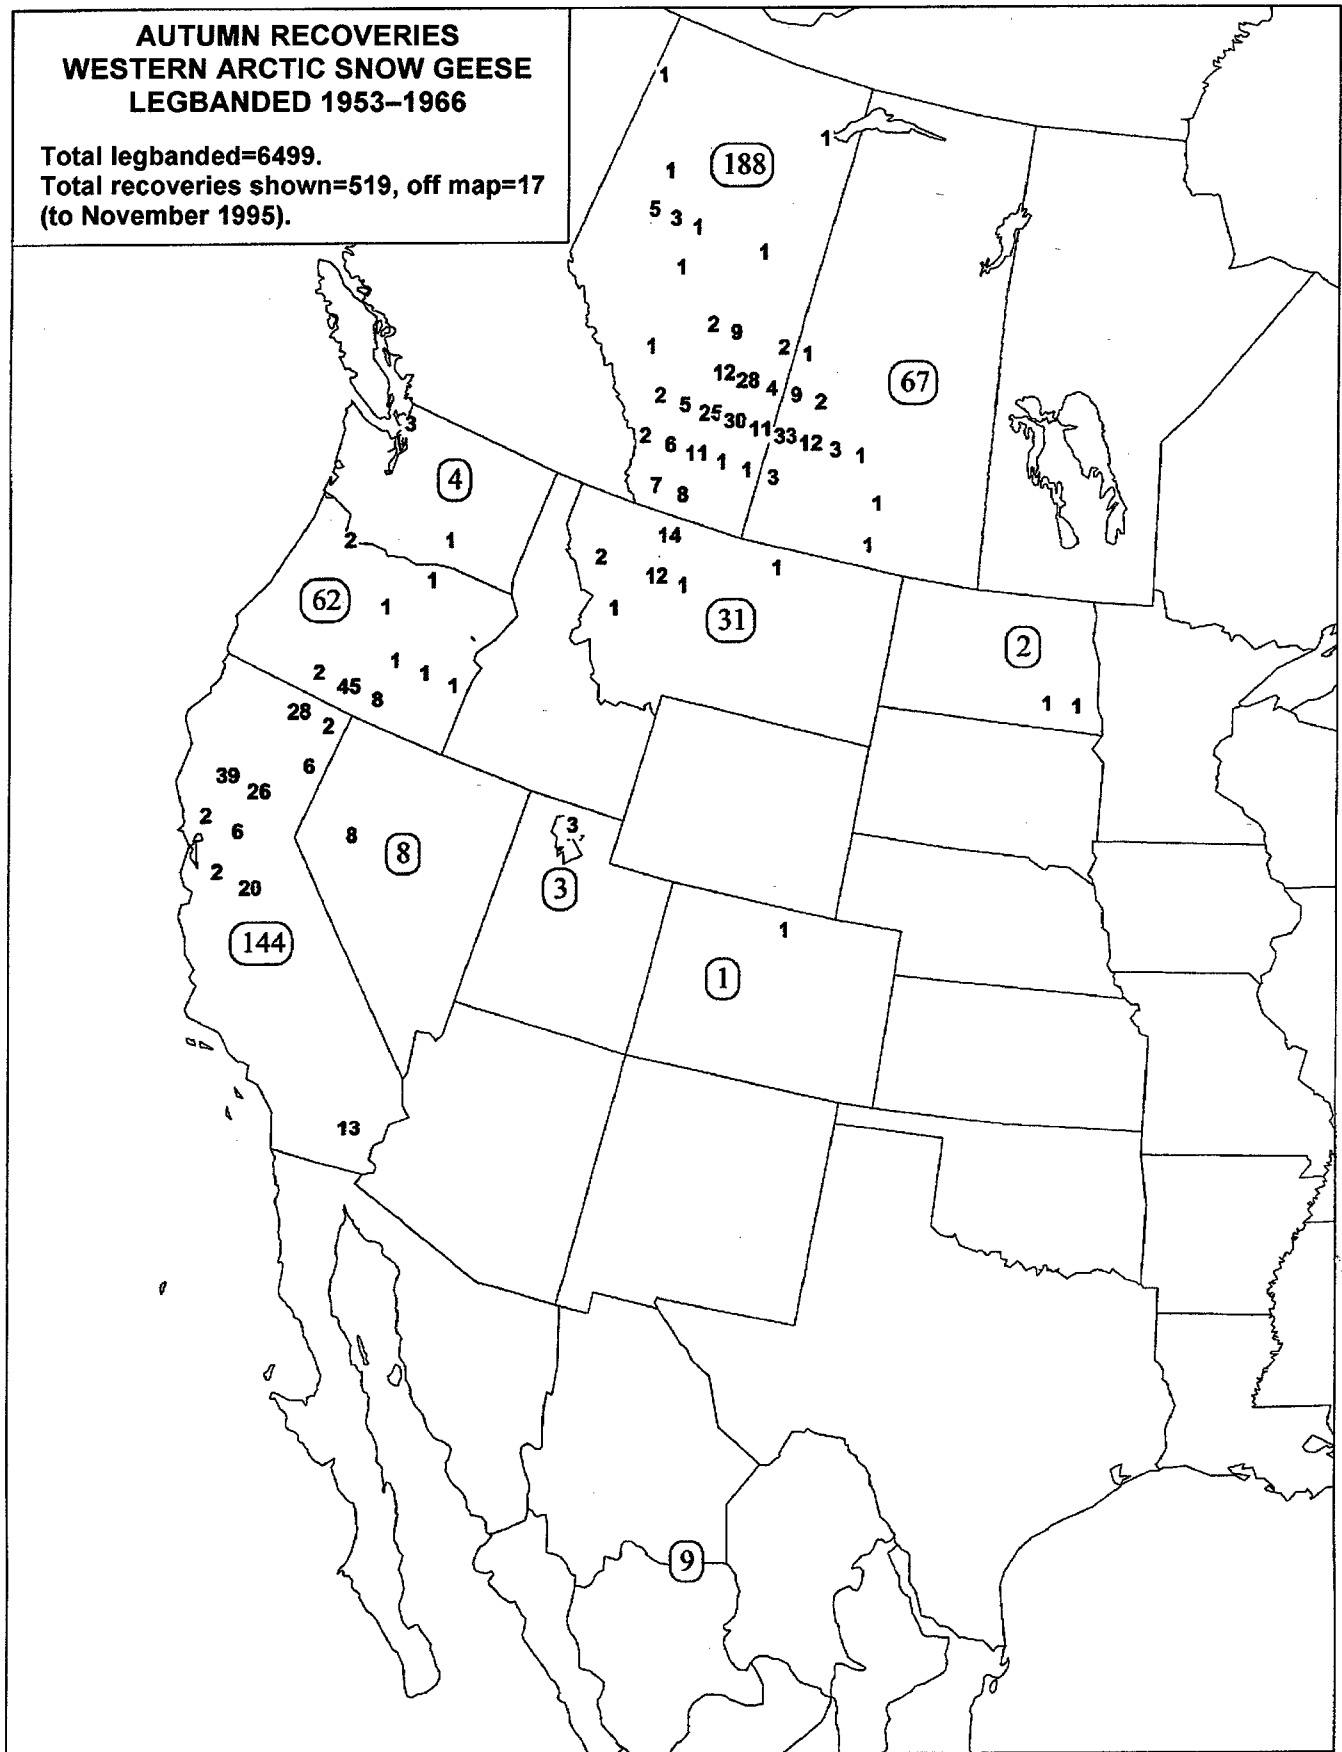 AUTUMN RECOVERIES
WESTERN ARCTIC SNOW GEESE
LEGBANDED 1953–1966
Total legbanded=6499.
Total recoveries shown=519, off map=17
(to November 1995).
1
1
1 188
5 3 1
1
1
2 9
1 2 1
12 28 4 9 2 67
2 5 25 30 11 33 12 3 1
3
2 6 11 1 1 3
4
7 8 1
14
2 1 1
2 1
12 1
1
62 1 1 31
2
1 1 1
2 45 8
1 1
28 2
6
39 26
2
6 8 8 3
2
20 3
1
144
1
13
9